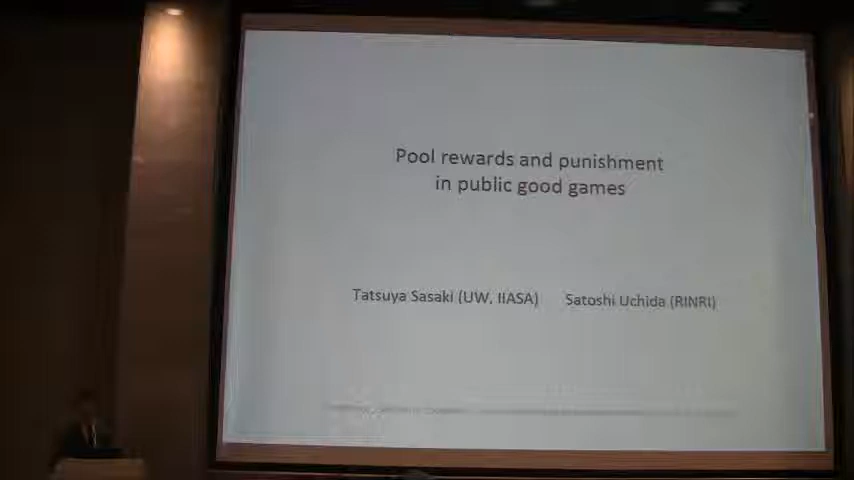 Pool rewards and punishment
in public good games
Tatsuya Sasaki (UW, IIASA) Satoshi Uchida (RINRI)